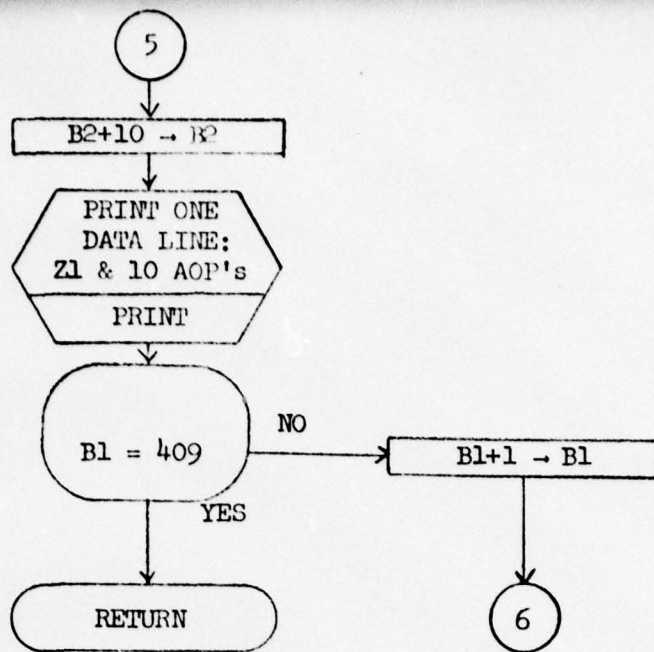 5
B2+10 → B2
PRINT ONE
DATA LINE:
Z1 & 10 AOP's
PRINT
B1 = 409
NO
B1+1 → B1
YES
RETURN
6